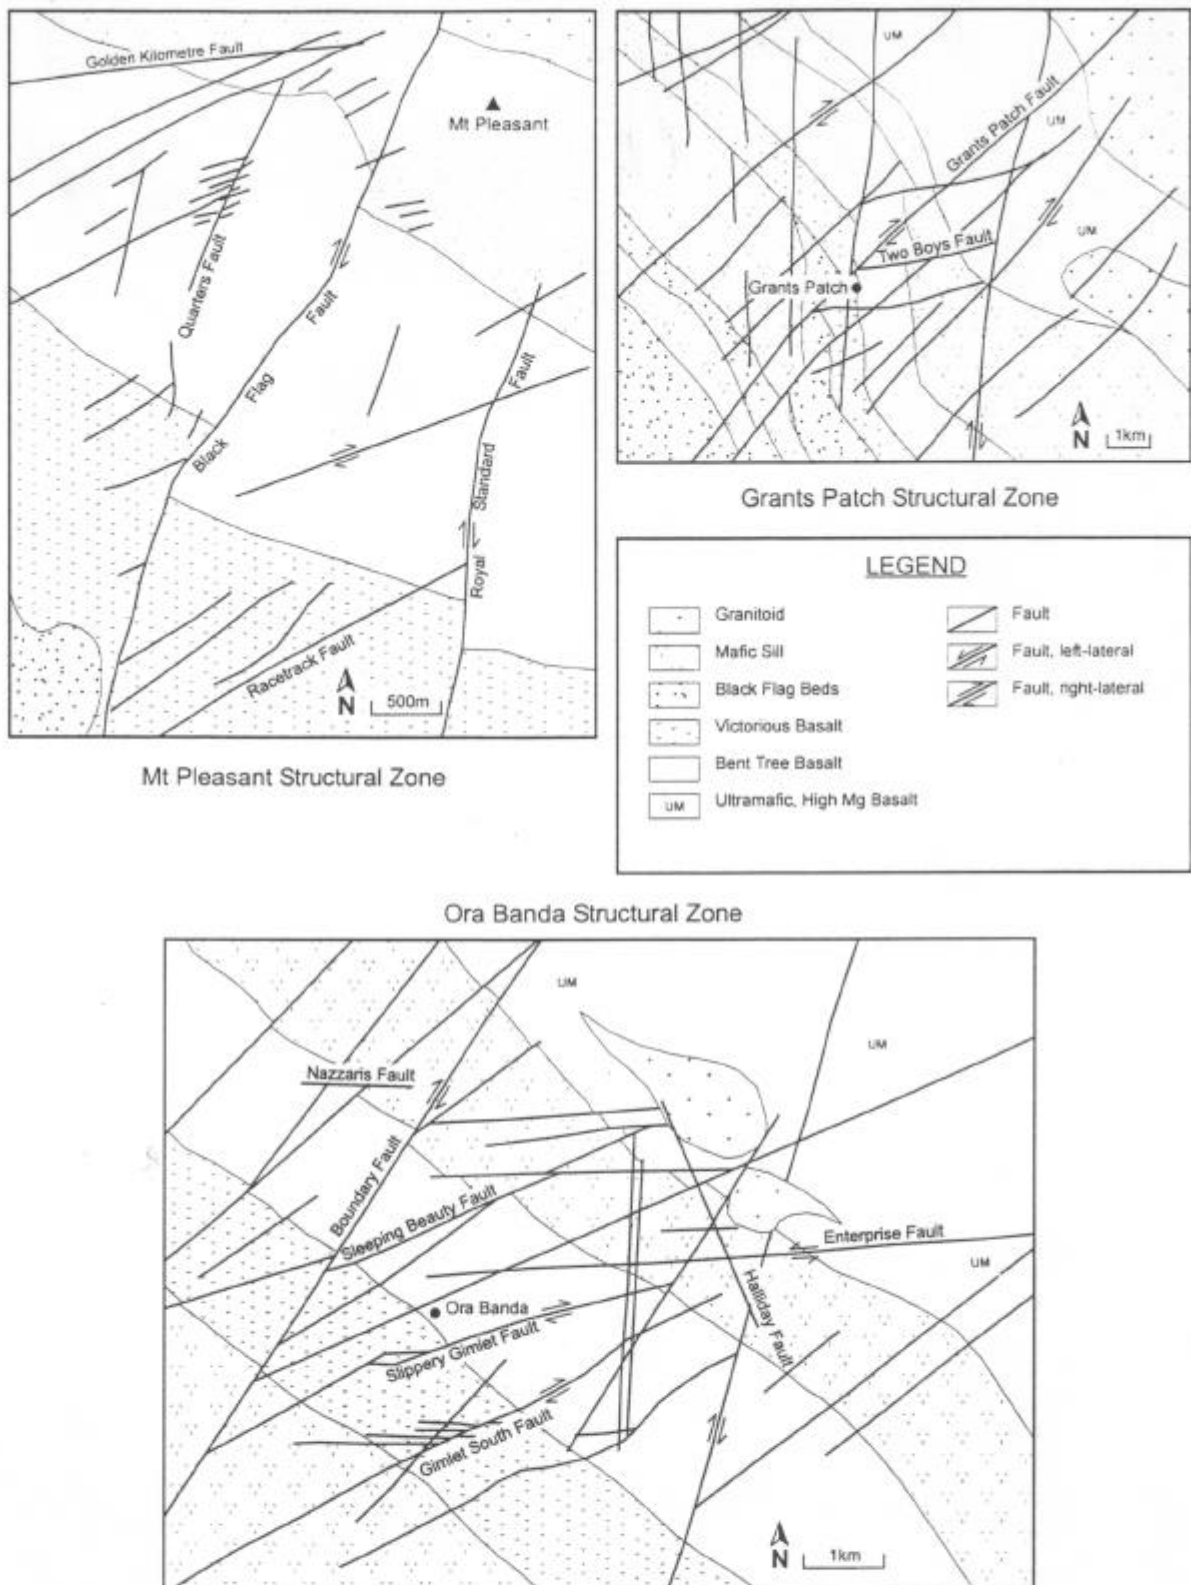 Golden Kilometre Fault
Mt Pleasant
Quarters Fault
Black Flag Fault
Royal Standard Fault
Racetrack Fault
N
500m
Mt Pleasant Structural Zone
UM
Grants Patch Fault
UM
UM
Two Boys Fault
Grants Patch
N
1km
Grants Patch Structural Zone
LEGEND
Granitoid
Mafic Sill
Black Flag Beds
Victorious Basalt
Bent Tree Basalt
UM
Ultramafic, High Mg Basalt
Fault
Fault, left-lateral
Fault, right-lateral
Ora Banda Structural Zone
UM
UM
Nazzaris Fault
Boundary Fault
Sleeping Beauty Fault
Enterprise Fault
UM
Ora Banda
Halliday Fault
Slippery Gimlet Fault
Gimlet South Fault
N
1km